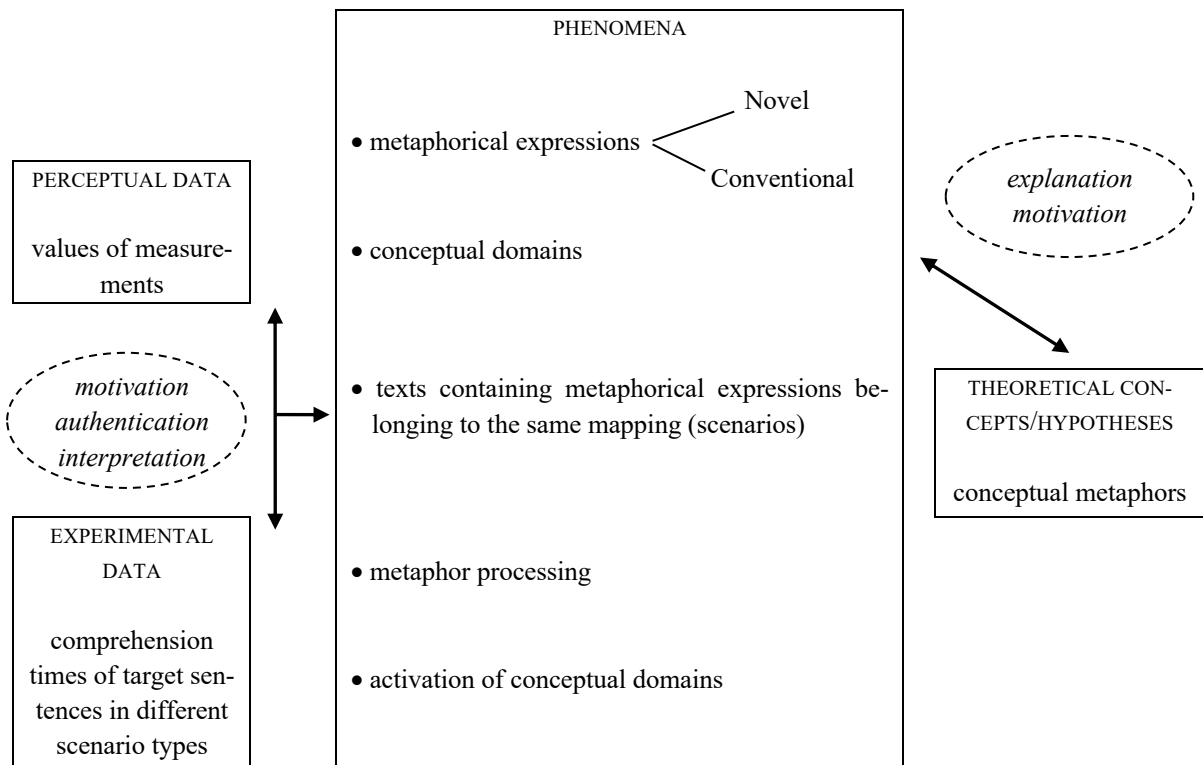 PERCEPTUAL DATA
values of measure-
ments
motivation
authentication
interpretation
EXPERIMENTAL
DATA
comprehension
times of target sen-
tences in different
scenario types
PHENOMENA
• metaphorical expressions
Novel
Conventional
• conceptual domains
• texts containing metaphorical expressions be-
longing to the same mapping (scenarios)
• metaphor processing
• activation of conceptual domains
explanation
motivation
THEORETICAL CON-
CEPTS/HYPOTHESES
conceptual metaphors